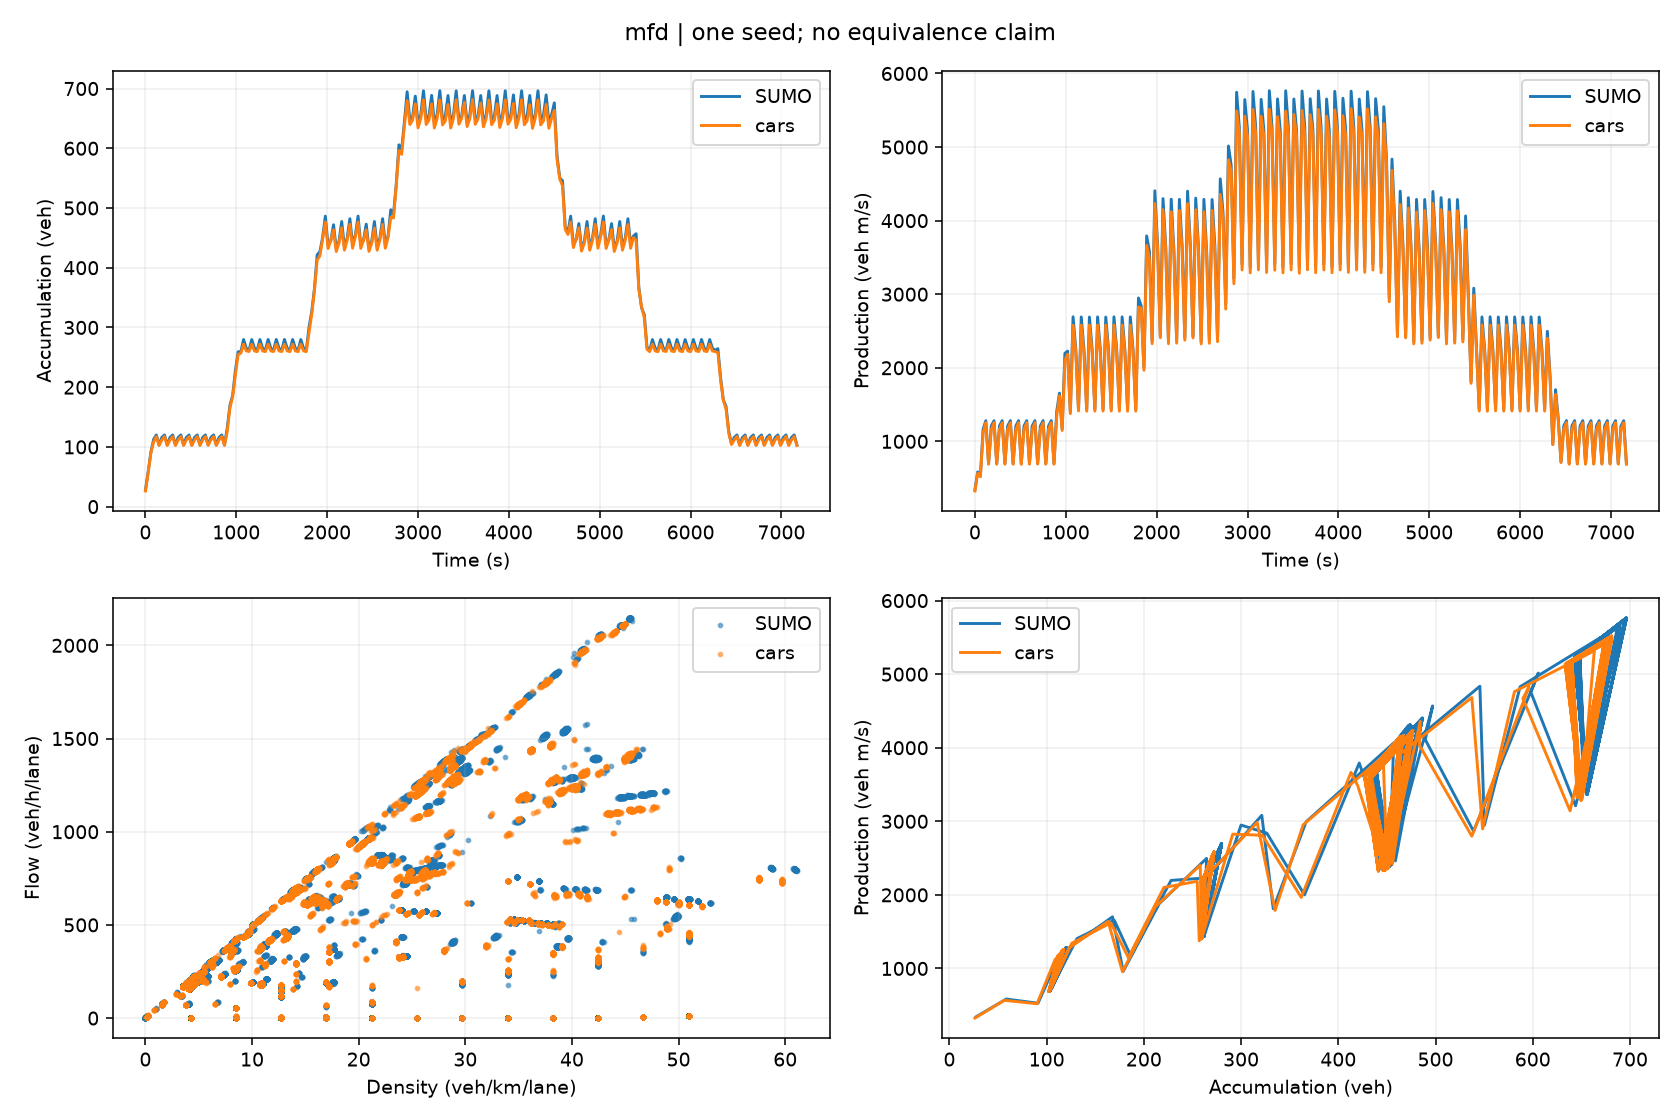 mfd | one seed; no equivalence claim
Accumulation (veh)
700
600
500
400
300
200
100
0
SUMO
cars
0 1000 2000 3000 4000 5000 6000 7000
Time (s)
Production (veh m/s)
6000
5000
4000
3000
2000
1000
SUMO
cars
0 1000 2000 3000 4000 5000 6000 7000
Time (s)
Flow (veh/h/lane)
2000
1500
1000
500
0
SUMO
cars
0 10 20 30 40 50 60
Density (veh/km/lane)
Production (veh m/s)
6000
5000
4000
3000
2000
1000
SUMO
cars
0 100 200 300 400 500 600 700
Accumulation (veh)